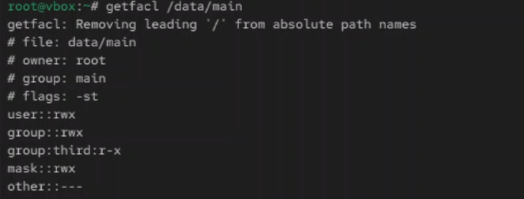 root@vbox:~# getfacl /data/main
getfacl: Removing leading '/' from absolute path names
# file: data/main
# owner: root
# group: main
# flags: -st
user::rwx
group::rwx
group:third:r-x
mask::rwx
other::---